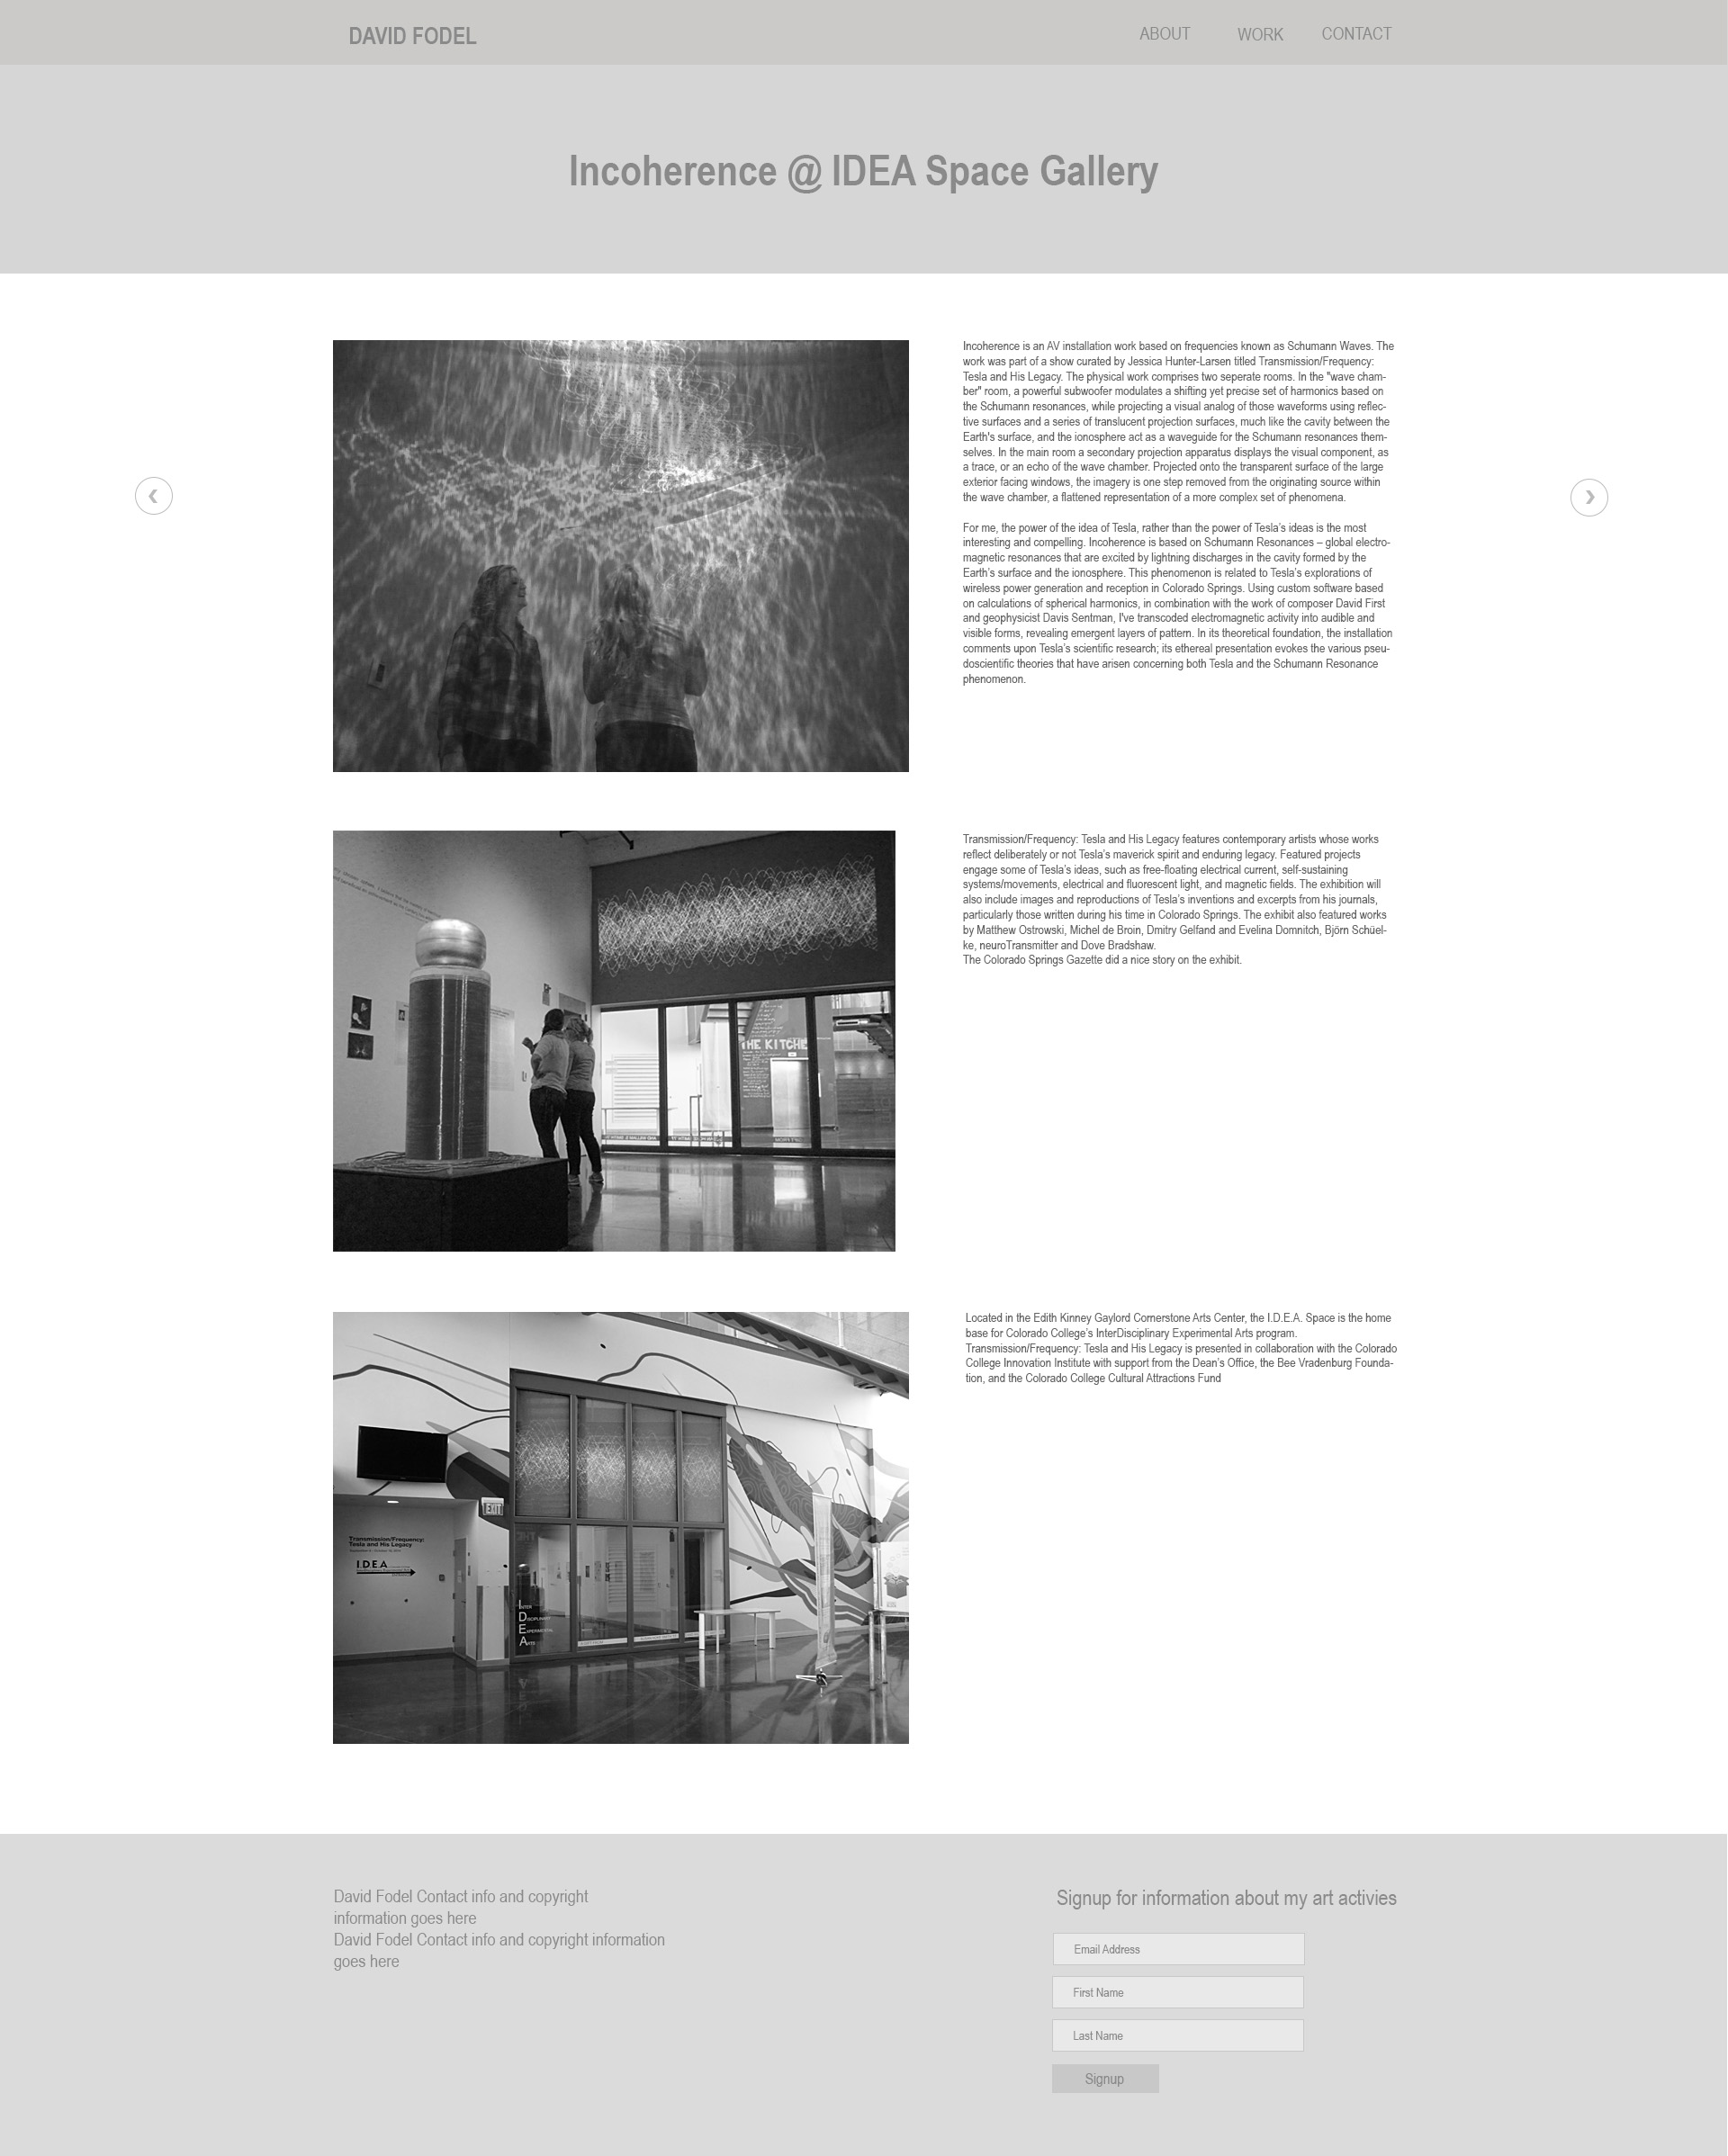 DAVID FODEL
ABOUT
WORK
CONTACT
Incoherence @ IDEA Space Gallery
Incoherence is an AV installation work based on frequencies known as Schumann Waves. The
work was part of a show curated by Jessica Hunter-Larsen titled Transmission/Frequency:
Tesla and His Legacy. The physical work comprises two seperate rooms. In the "wave cham-
ber" room, a powerful subwoofer modulates a shifting yet precise set of harmonics based on
the Schumann resonances, while projecting a visual analog of those waveforms using reflec-
tive surfaces and a series of translucent projection surfaces, much like the cavity between the
Earth's surface, and the ionosphere act as a waveguide for the Schumann resonances them-
selves. In the main room a secondary projection apparatus displays the visual component, as
a trace, or an echo of the wave chamber. Projected onto the transparent surface of the large
exterior facing windows, the imagery is one step removed from the originating source within
the wave chamber, a flattened representation of a more complex set of phenomena.
For me, the power of the idea of Tesla, rather than the power of Tesla's ideas is the most
interesting and compelling. Incoherence is based on Schumann Resonances – global electro-
magnetic resonances that are excited by lightning discharges in the cavity formed by the
Earth's surface and the ionosphere. This phenomenon is related to Tesla's explorations of
wireless power generation and reception in Colorado Springs. Using custom software based
on calculations of spherical harmonics, in combination with the work of composer David First
and geophysicist Davis Sentman, I've transcoded electromagnetic activity into audible and
visible forms, revealing emergent layers of pattern. In its theoretical foundation, the installation
comments upon Tesla's scientific research; its ethereal presentation evokes the various pseu-
doscientific theories that have arisen concerning both Tesla and the Schumann Resonance
phenomenon.
THE KITCHE
Transmission/Frequency: Tesla and His Legacy features contemporary artists whose works
reflect deliberately or not Tesla's maverick spirit and enduring legacy. Featured projects
engage some of Tesla's ideas, such as free-floating electrical current, self-sustaining
systems/movements, electrical and fluorescent light, and magnetic fields. The exhibition will
also include images and reproductions of Tesla's inventions and excerpts from his journals,
particularly those written during his time in Colorado Springs. The exhibit also featured works
by Matthew Ostrowski, Michel de Broin, Dmitry Gelfand and Evelina Domnitch, Björn Schüel-
ke, neuroTransmitter and Dove Bradshaw.
The Colorado Springs Gazette did a nice story on the exhibit.
EXIT
Transmission/Frequency:
Tesla and His Legacy
I.D.E.A
INTER
DISCIPLINARY
EXPERIMENTAL
ARTS
Located in the Edith Kinney Gaylord Cornerstone Arts Center, the I.D.E.A. Space is the home
base for Colorado College's InterDisciplinary Experimental Arts program.
Transmission/Frequency: Tesla and His Legacy is presented in collaboration with the Colorado
College Innovation Institute with support from the Dean's Office, the Bee Vradenburg Founda-
tion, and the Colorado College Cultural Attractions Fund
David Fodel Contact info and copyright
information goes here
David Fodel Contact info and copyright information
goes here
Signup for information about my art activies
Email Address
First Name
Last Name
Signup